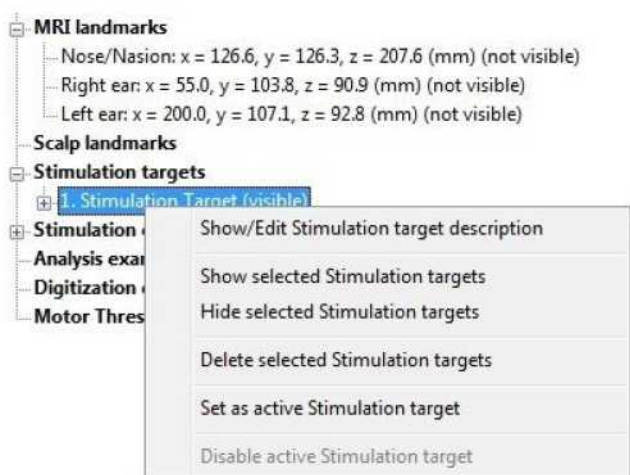 MRI landmarks
Nose/Nasion: x = 126.6, y = 126.3, z = 207.6 (mm) (not visible)
Right ear: x = 55.0, y = 103.8, z = 90.9 (mm) (not visible)
Left ear: x = 200.0, y = 107.1, z = 92.8 (mm) (not visible)
Scalp landmarks
Stimulation targets
1. Stimulation Target (visible)
Stimulation
Show/Edit Stimulation target description
Analysis
Show selected Stimulation targets
Digitization
Hide selected Stimulation targets
Motor
Delete selected Stimulation targets
Set as active Stimulation target
Disable active Stimulation target